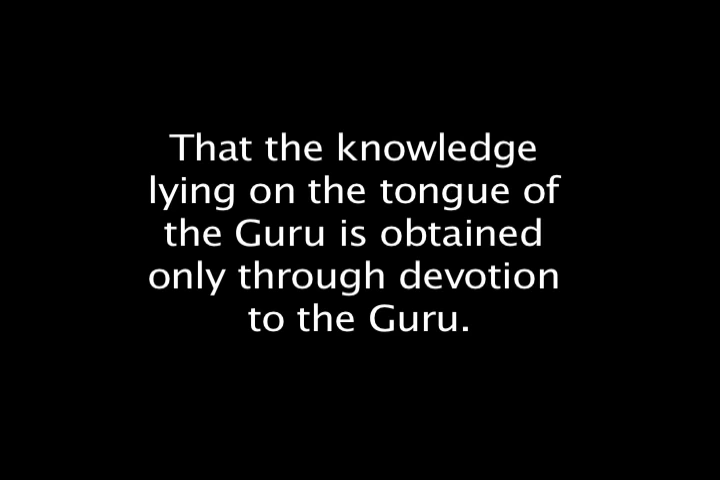 That the knowledge
lying on the tongue of
the Guru is obtained
only through devotion
to the Guru.